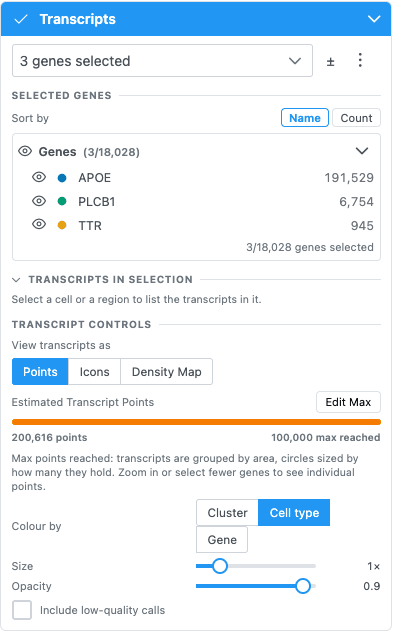 Transcripts
3 genes selected
±
SELECTED GENES
Sort by
Name
Count
Genes (3/18,028)
APOE 191,529
PLCB1 6,754
TTR 945
3/18,028 genes selected
TRANSCRIPTS IN SELECTION
Select a cell or a region to list the transcripts in it.
TRANSCRIPT CONTROLS
View transcripts as
Points Icons Density Map
Estimated Transcript Points Edit Max
200,616 points 100,000 max reached
Max points reached: transcripts are grouped by area, circles sized by
how many they hold. Zoom in or select fewer genes to see individual
points.
Colour by
Cluster Cell type
Gene
Size 1×
Opacity 0.9
Include low-quality calls